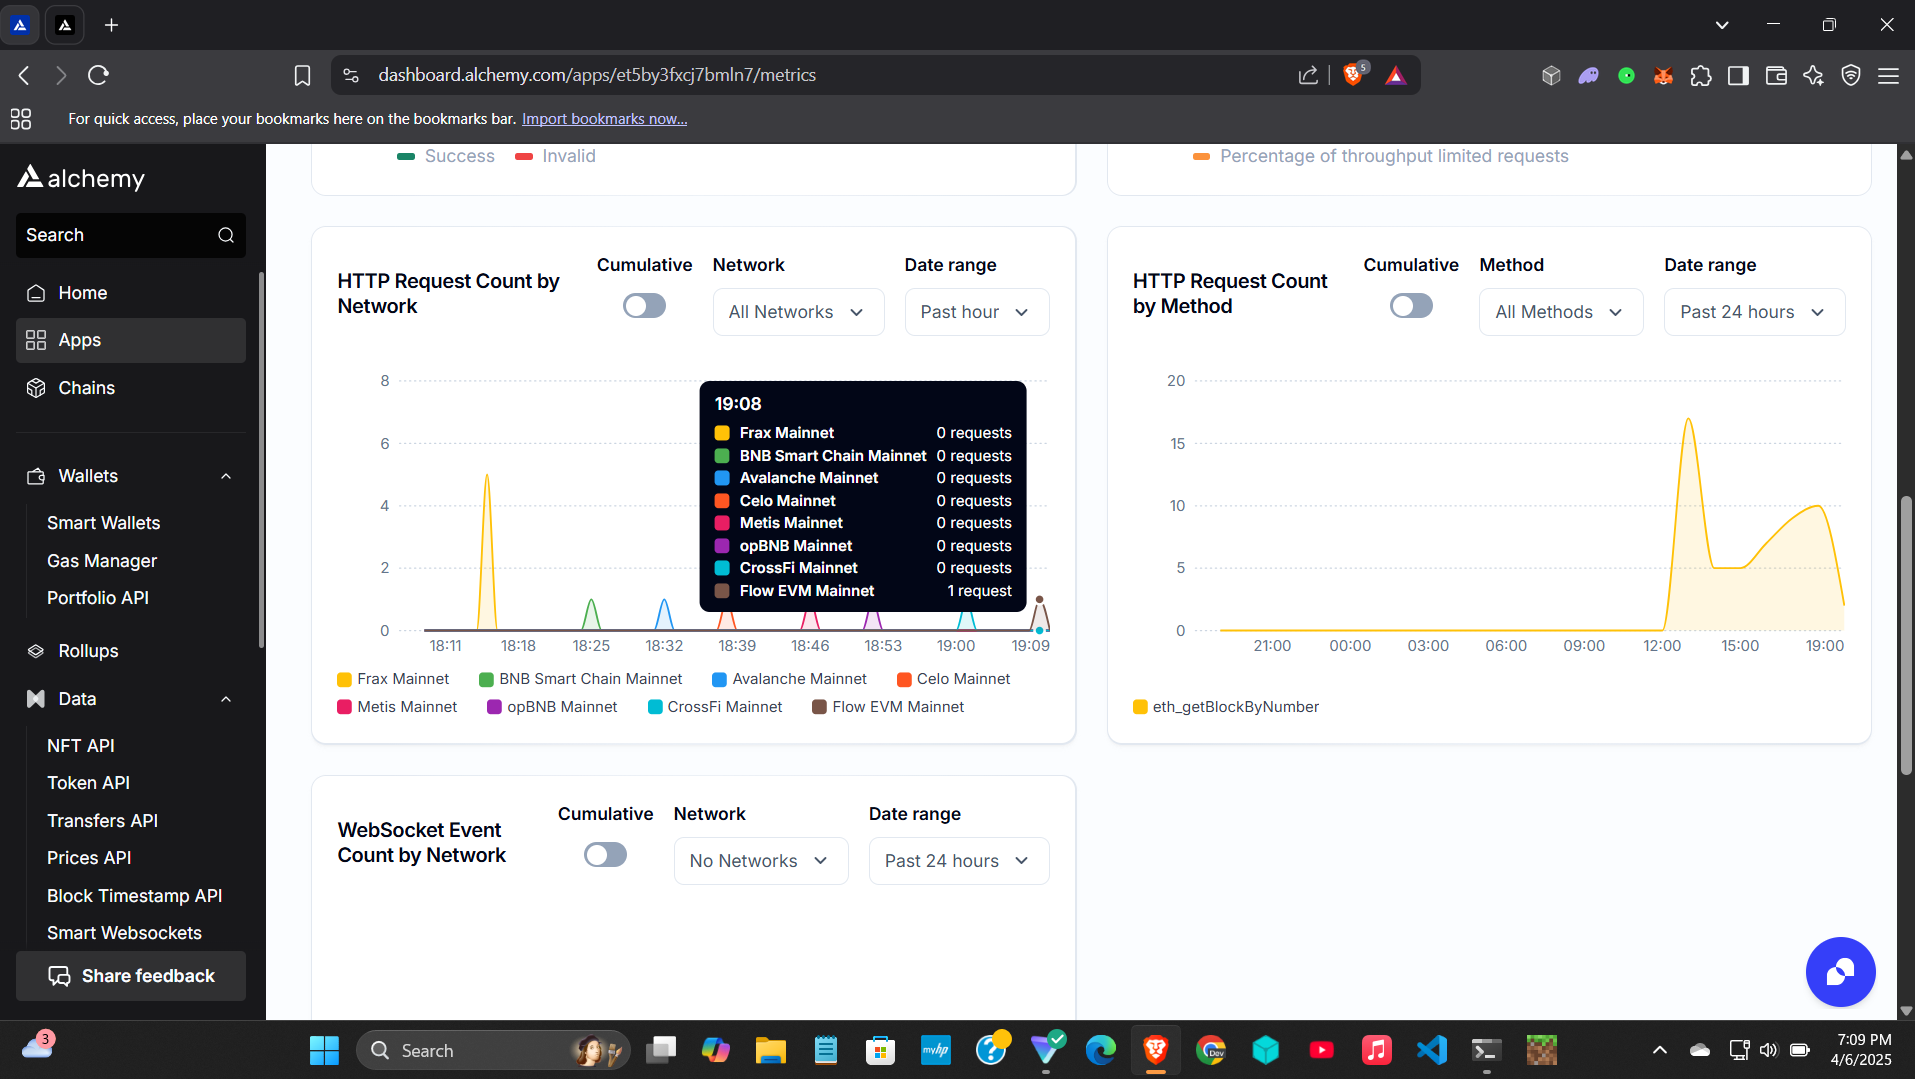 dashboard.alchemy.com/apps/et5by3fxcj7bmln7/metrics
5
For quick access, place your bookmarks here on the bookmarks bar. Import bookmarks now...
alchemy
Search
Home
Apps
Chains
Wallets
Smart Wallets
Gas Manager
Portfolio API
Rollups
Data
NFT API
Token API
Transfers API
Prices API
Block Timestamp API
Smart Websockets
Share feedback
Success Invalid
Percentage of throughput limited requests
HTTP Request Count by
Network
Cumulative
Network
All Networks
Date range
Past hour
8
6
4
2
0
19:08
Frax Mainnet 0 requests
BNB Smart Chain Mainnet 0 requests
Avalanche Mainnet 0 requests
Celo Mainnet 0 requests
Metis Mainnet 0 requests
opBNB Mainnet 0 requests
CrossFi Mainnet 0 requests
Flow EVM Mainnet 1 request
18:11 18:18 18:25 18:32 18:39 18:46 18:53 19:00 19:09
Frax Mainnet BNB Smart Chain Mainnet Avalanche Mainnet Celo Mainnet
Metis Mainnet opBNB Mainnet CrossFi Mainnet Flow EVM Mainnet
HTTP Request Count
by Method
Cumulative
Method
All Methods
Date range
Past 24 hours
20
15
10
5
0
21:00 00:00 03:00 06:00 09:00 12:00 15:00 19:00
eth_getBlockByNumber
WebSocket Event
Count by Network
Cumulative
Network
No Networks
Date range
Past 24 hours
3
Search
myhp
Dev
7:09 PM
4/6/2025